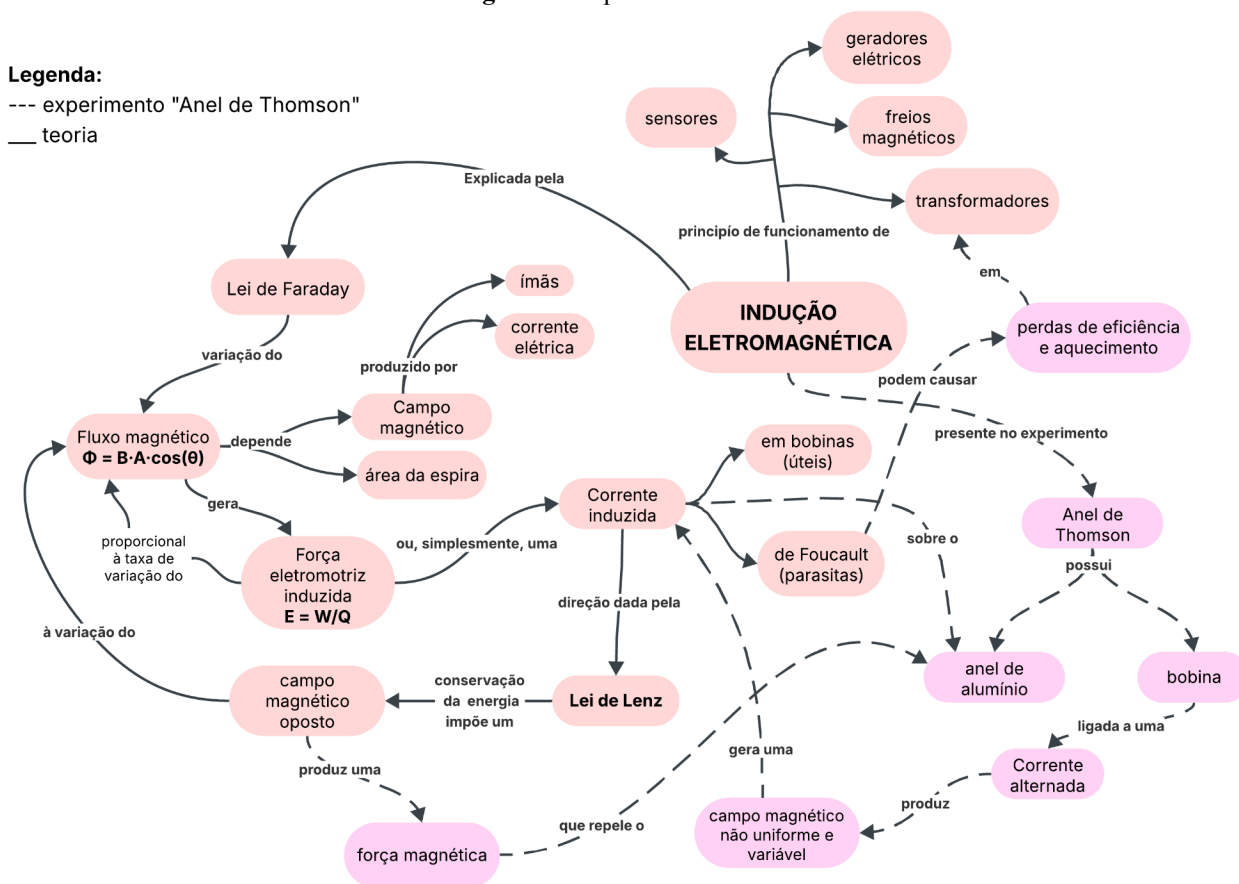 Legenda:
--- experimento "Anel de Thomson"
___ teoria
geradores
elétricos
sensores
freios
magnéticos
Explicada pela
transformadores
princípío de funcionamento de
em
Lei de Faraday
ímãs
INDUÇÃO
ELETROMAGNÉTICA
corrente
elétrica
perdas de eficiência
e aquecimento
variação do
produzido por
podem causar
Campo
magnético
Fluxo magnético
Φ = B·A·cos(θ)
depende
presente no experimento
em bobinas
(úteis)
área da espira
gera
Corrente
induzida
Anel de
Thomson
proporcional
à taxa de
variação do
Força
eletromotriz
induzida
E = W/Q
ou, simplesmente, uma
sobre o
de Foucault
(parasitas)
possui
direção dada pela
à variação do
campo
magnético
oposto
conservação
da energia
impõe um
Lei de Lenz
anel de
alumínio
bobina
ligada a uma
produz uma
gera uma
Corrente
alternada
produz
campo magnético
não uniforme e
variável
que repele o
força magnética